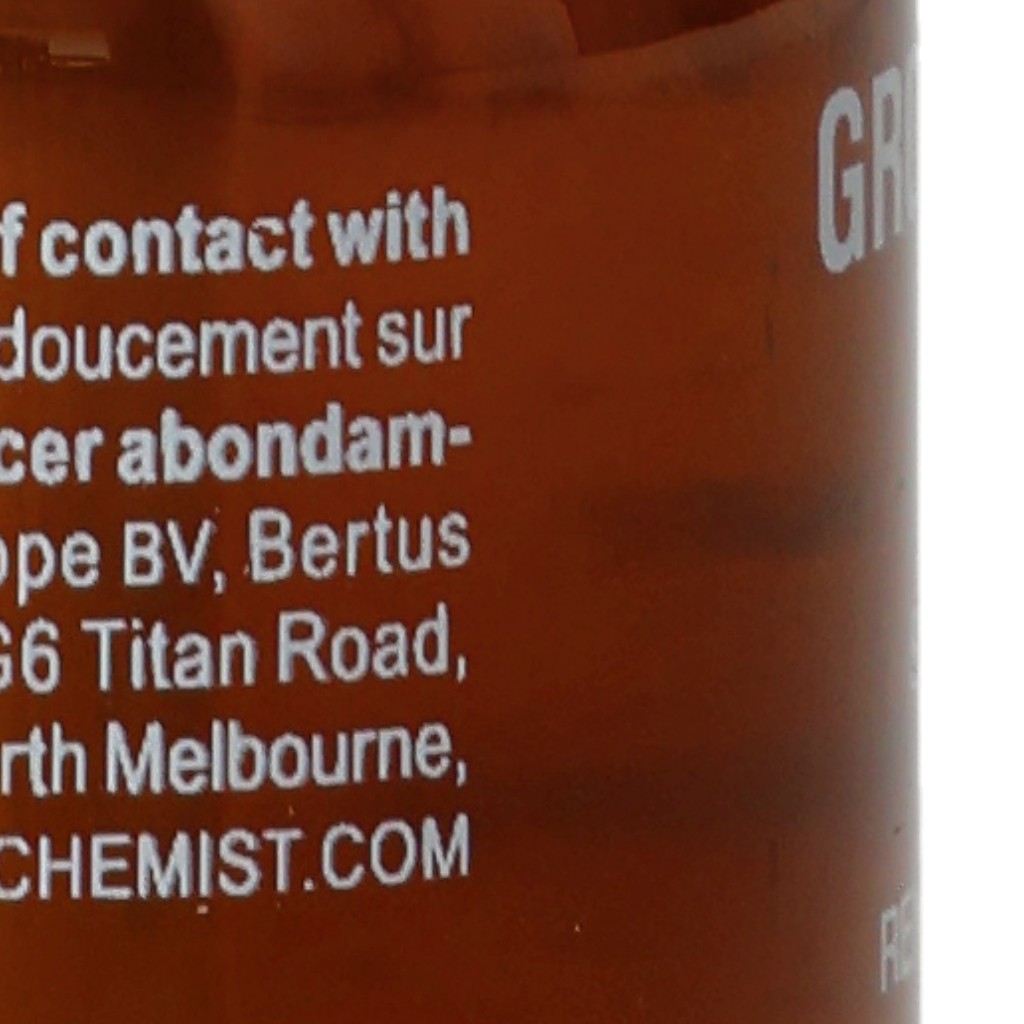 f contact with
doucement sur
cer abondam-
ope BV, Bertus
G6 Titan Road,
rth Melbourne,
CHEMIST.COM
GR